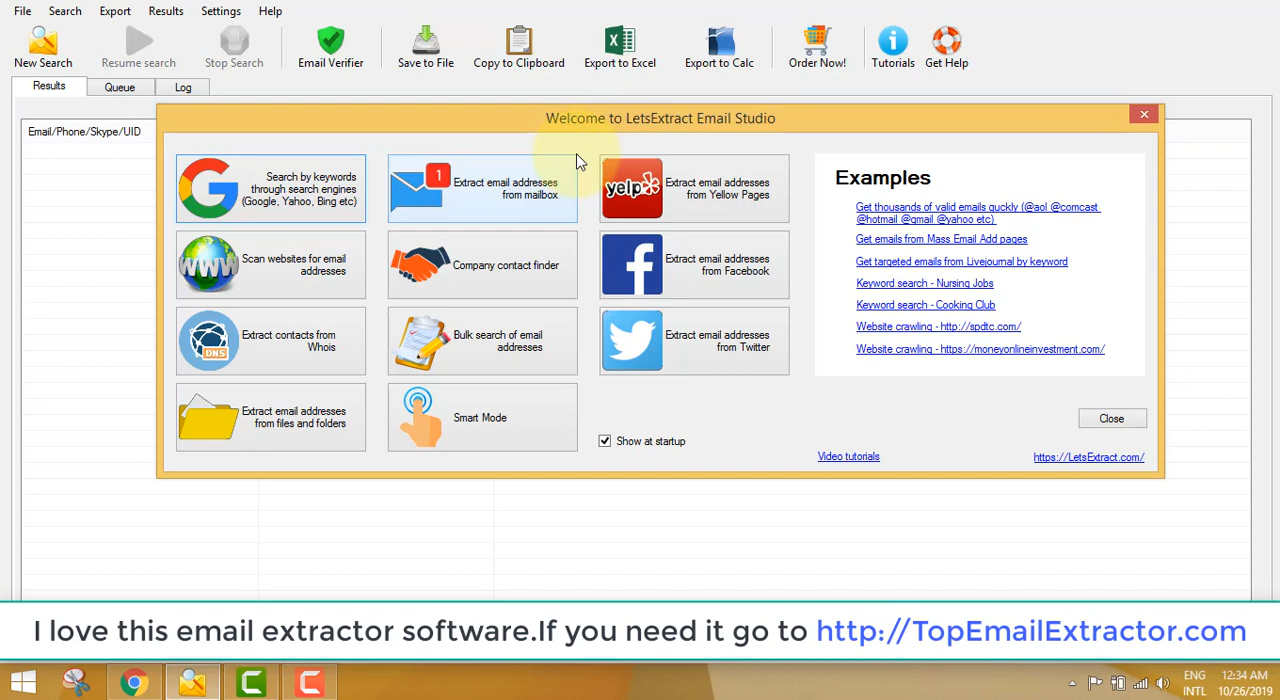 File Search Export Results Settings Help
New Search Resume search Stop Search Email Verifier Save to File Copy to Clipboard Export to Excel Export to Calc Order Now! Tutorials Get Help
Results Queue Log
Email/Phone/Skype/UID
Welcome to LetsExtract Email Studio
Search by keywords
through search engines
(Google, Yahoo, Bing etc)
1
Extract email addresses
from mailbox
yelp
Extract email addresses
from Yellow Pages
WWW
Scan websites for email
addresses
Company contact finder
Extract email addresses
from Facebook
DNS
Extract contacts from
Whois
Bulk search of email
addresses
Extract email addresses
from Twitter
Extract email addresses
from files and folders
Smart Mode
Show at startup
Examples
Get thousands of valid emails quckly (@aol @comcast
@hotmail @gmail @yahoo etc)
Get emails from Mass Email Add pages
Get targeted emails from Livejournal by keyword
Keyword search - Nursing Jobs
Keyword search - Cooking Club
Website crawling - http://spdtc.com/
Website crawling - https://moneyonlineinvestment.com/
Close
Video tutorials https://LetsExtract.com/
I love this email extractor software.If you need it go to http://TopEmailExtractor.com
ENG 12:34 AM
INTL 10/26/2019